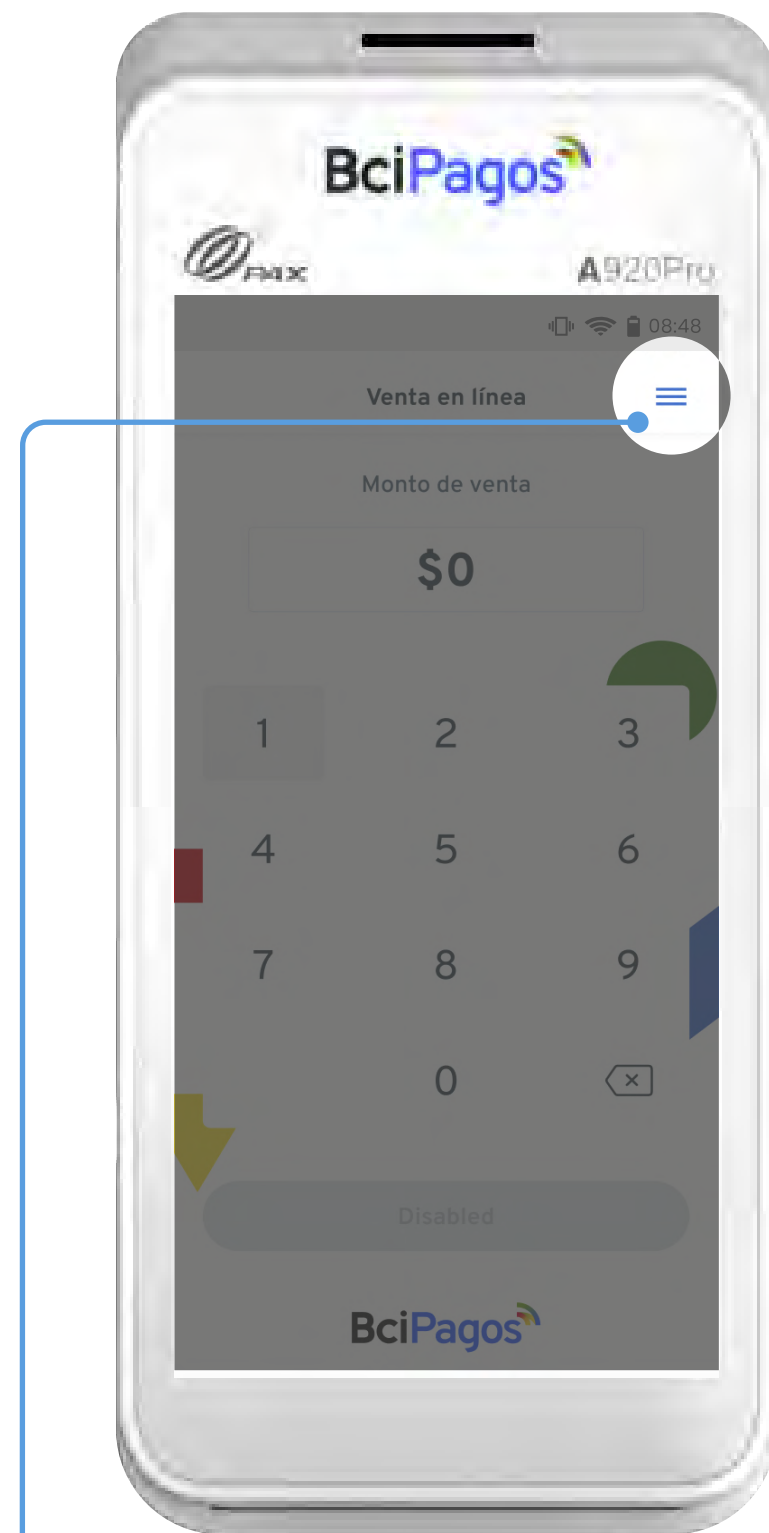 BciPagos
PAX
A920Pro
08:48
Venta en línea
Monto de venta
$0
1 2 3
4 5 6
7 8 9
0
Disabled
BciPagos